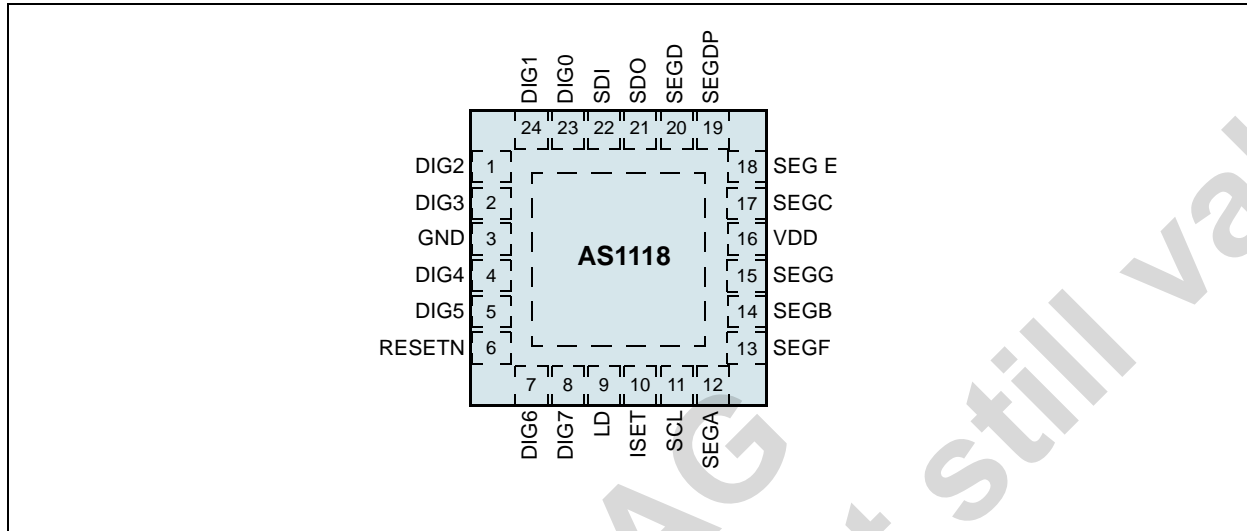 DIG1
DIG0
SDI
SDO
SEGD
SEGDP
24 23 22 21 20 19
DIG2 1
DIG3 2
GND 3
DIG4 4
DIG5 5
RESETN 6
AS1118
18 SEG E
17 SEGC
16 VDD
15 SEGG
14 SEGB
13 SEGF
7 8 9 10 11 12
DIG6
DIG7
LD
ISET
SCL
SEGA
AG
still